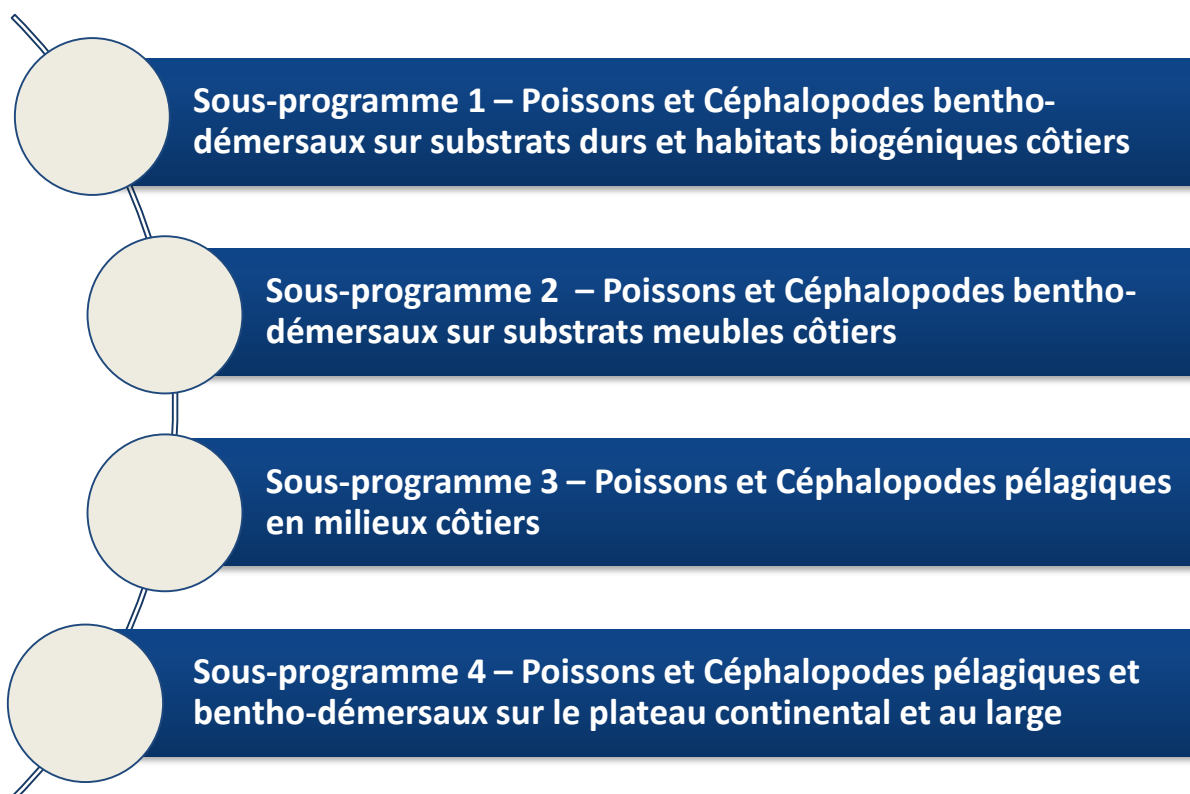 Sous-programme 1 – Poissons et Céphalopodes bentho-
démersaux sur substrats durs et habitats biogéniques côtiers
Sous-programme 2  – Poissons et Céphalopodes bentho-
démersaux sur substrats meubles côtiers
Sous-programme 3 – Poissons et Céphalopodes pélagiques
en milieux côtiers
Sous-programme 4 – Poissons et Céphalopodes pélagiques et
bentho-démersaux sur le plateau continental et au large